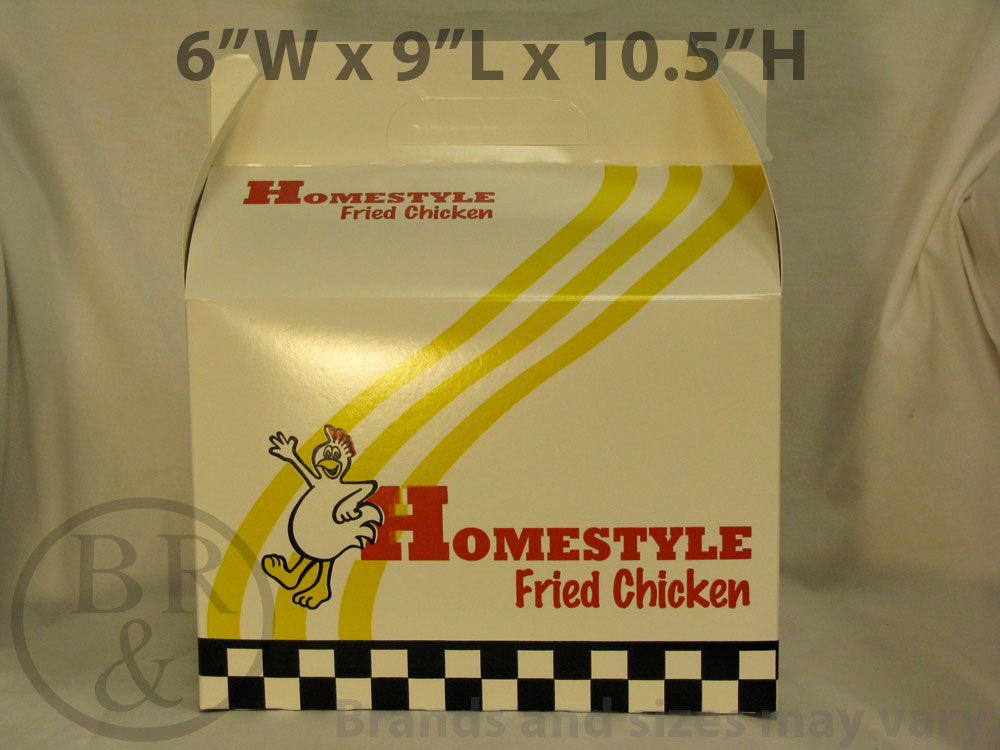 6”W x 9”L x 10.5”H
HOMESTYLE
Fried Chicken
HOMESTYLE
Fried Chicken
BR
&
Brands and sizes may vary.